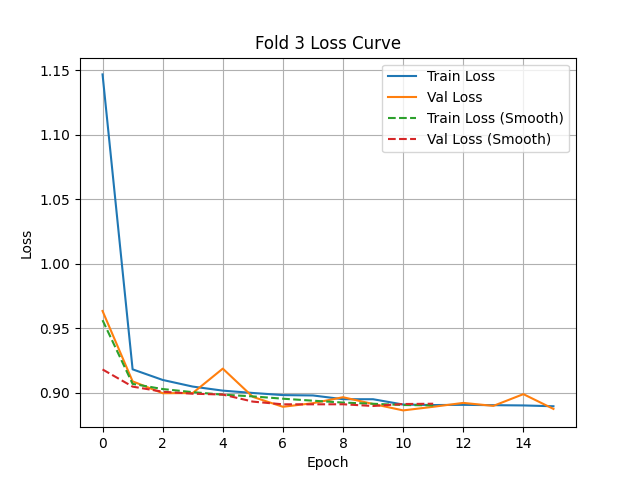 Fold 3 Loss Curve
Train Loss
Val Loss
Train Loss (Smooth)
Val Loss (Smooth)
Loss
1.15
1.10
1.05
1.00
0.95
0.90
0 2 4 6 8 10 12 14
Epoch